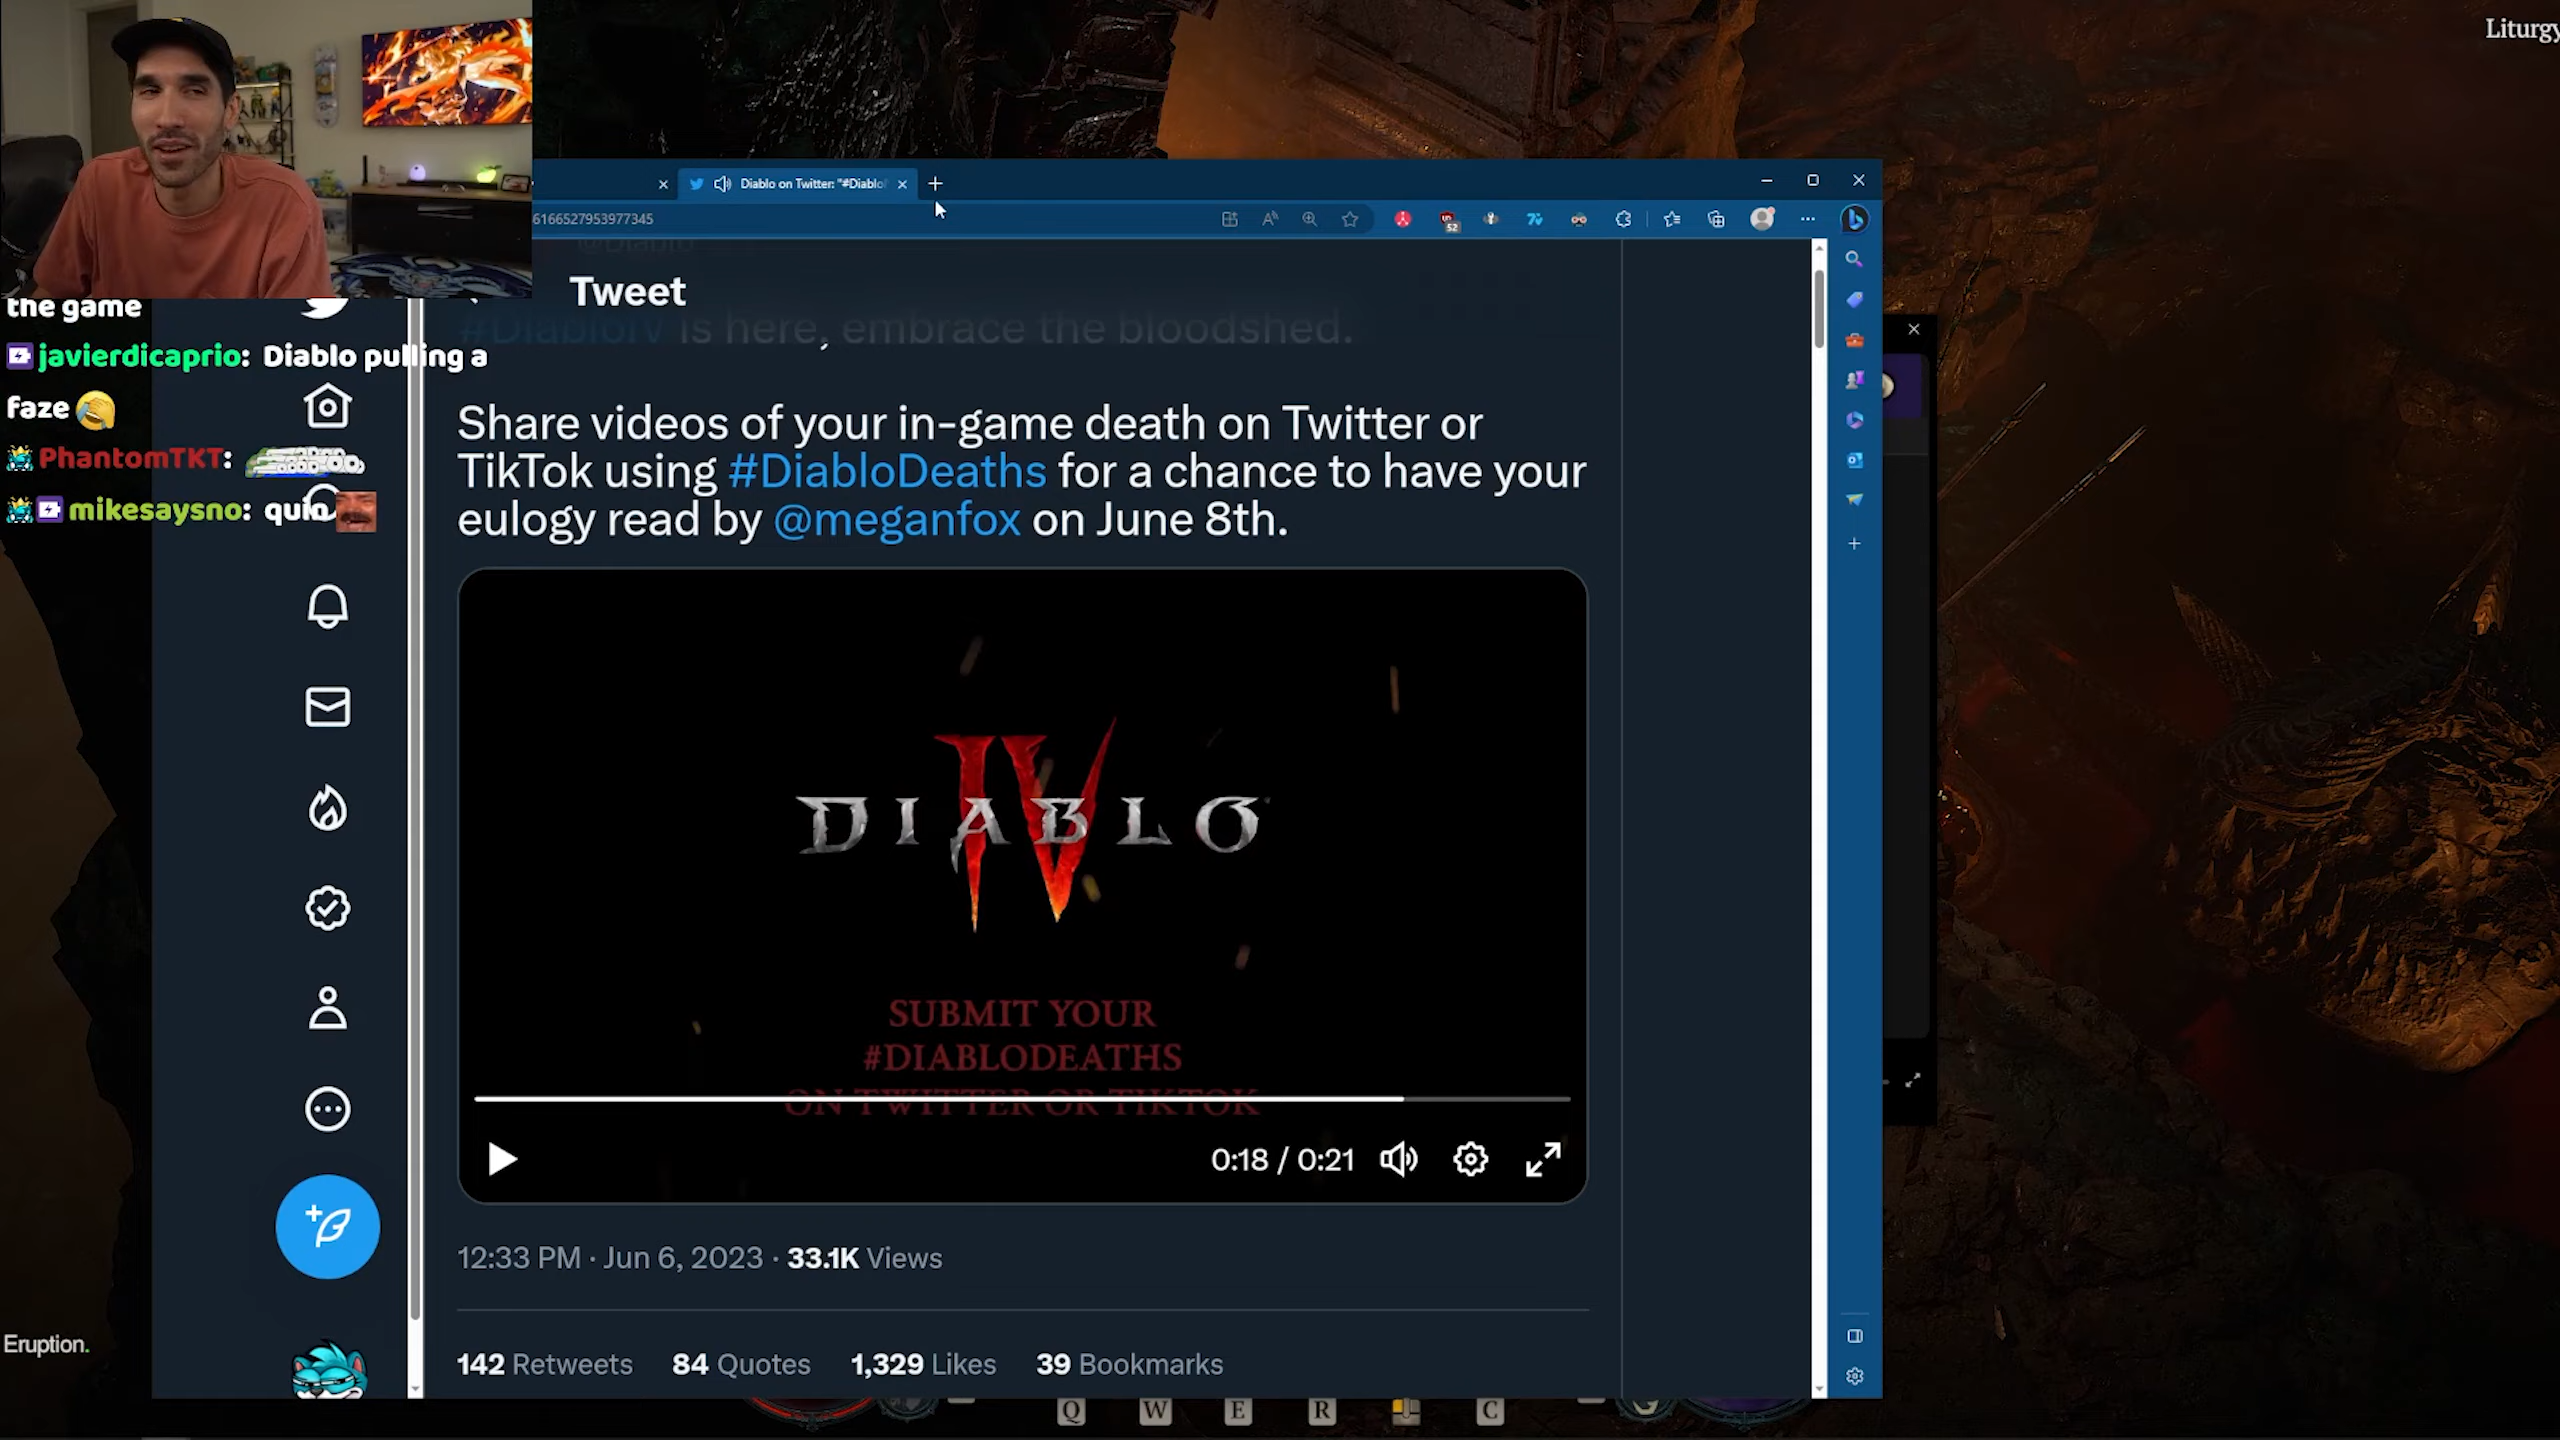 Liturgy
Diablo on Twitter: "#Diablo
6166527953977345
52
Tweet
the game
#DiabloIV is here, embrace the bloodshed.
javierdicaprio: Diablo pulling a
faze
PhantomTKT:
mikesaysno: quin
Share videos of your in-game death on Twitter or
TikTok using #DiabloDeaths for a chance to have your
eulogy read by @meganfox on June 8th.
DIABLO
IV
SUBMIT YOUR
#DIABLODEATHS
ON TWITTER OR TIKTOK
0:18 / 0:21
12:33 PM · Jun 6, 2023 · 33.1K Views
Eruption.
142 Retweets 84 Quotes 1,329 Likes 39 Bookmarks
Q W E R C